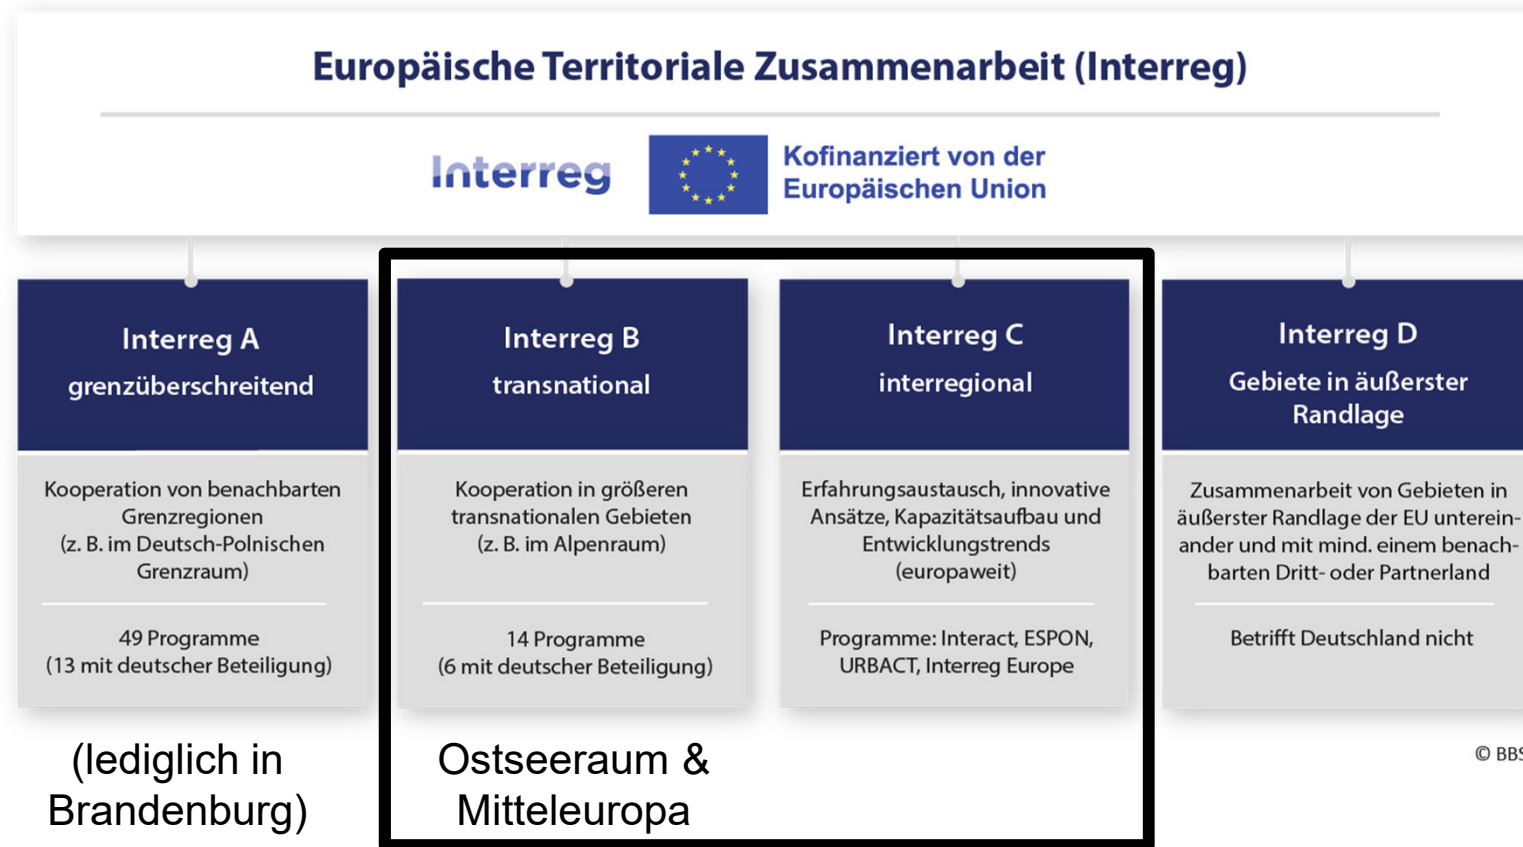 Europäische Territoriale Zusammenarbeit (Interreg)
Interreg
Kofinanziert von der
Europäischen Union
Interreg A
grenzüberschreitend
Kooperation von benachbarten
Grenzregionen
(z. B. im Deutsch-Polnischen
Grenzraum)
49 Programme
(13 mit deutscher Beteiligung)
(lediglich in
Brandenburg)
Interreg B
transnational
Kooperation in größeren
transnationalen Gebieten
(z. B. im Alpenraum)
14 Programme
(6 mit deutscher Beteiligung)
Ostseeraum &
Mitteleuropa
Interreg C
interregional
Erfahrungsaustausch, innovative
Ansätze, Kapazitätsaufbau und
Entwicklungstrends
(europaweit)
Programme: Interact, ESPON,
URBACT, Interreg Europe
Interreg D
Gebiete in äußerster
Randlage
Zusammenarbeit von Gebieten in
äußerster Randlage der EU unterein-
ander und mit mind. einem benach-
barten Dritt- oder Partnerland
Betrifft Deutschland nicht
©